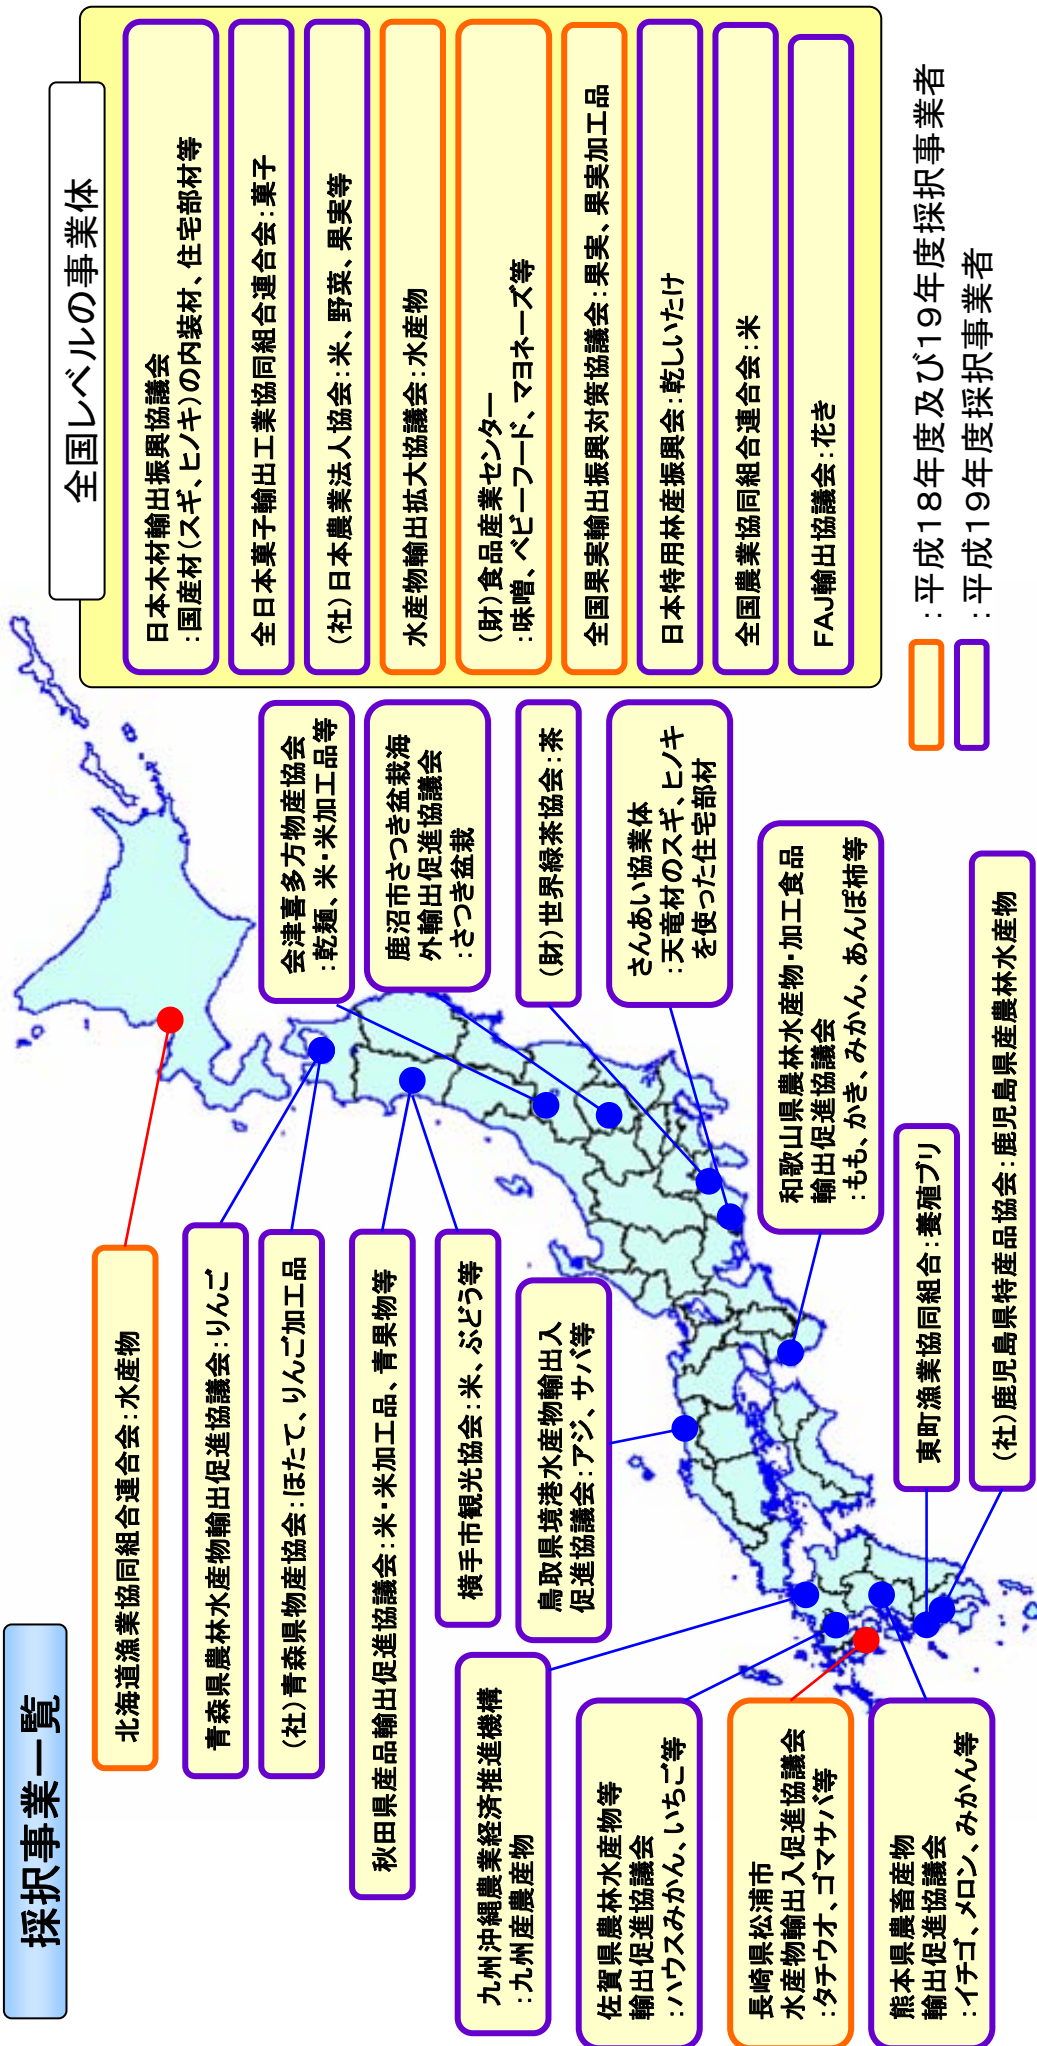 採択事業一覧
北海道漁業協同組合連合会：水産物
青森県農林水産物輸出促進協議会：りんご
（社）青森県物産協会：ほたて、りんご加工品
秋田県産品輸出促進協議会：米・米加工品、青果物等
横手市観光協会：米、ぶどう等
鳥取県境港水産物輸出入
促進協議会：アジ、サバ等
九州沖縄農業経済推進機構
：九州産農産物
佐賀県農林水産物等
輸出促進協議会
：ハウスみかん、いちご等
長崎県松浦市
水産物輸出入促進協議会
：タチウオ、ゴマサバ等
熊本県農畜産物
輸出促進協議会
：イチゴ、メロン、みかん等
会津喜多方物産協会
：乾麺、米・米加工品等
鹿沼市さつき盆栽海
外輸出促進協議会
：さつき盆栽
（財）世界緑茶協会：茶
さんあい協業体
：天竜材のスギ、ヒノキ
を使った住宅部材
和歌山県農林水産物・加工食品
輸出促進協議会
：もも、かき、みかん、あんぽ柿等
東町漁業協同組合：養殖ブリ
（社）鹿児島県特産品協会：鹿児島県産農林水産物
全国レベルの事業体
日本木材輸出振興協議会
：国産材（スギ、ヒノキ）の内装材、住宅部材等
全日本菓子輸出工業協同組合連合会：菓子
（社）日本農業法人協会：米、野菜、果実等
水産物輸出拡大協議会：水産物
（財）食品産業センター
：味噌、ベビーフード、マヨネーズ等
全国果実輸出振興対策協議会：果実、果実加工品
日本特用林産振興会：乾しいたけ
全国農業協同組合連合会：米
FAJ輸出協議会：花き
：平成１８年度及び１９年度採択事業者
：平成１９年度採択事業者